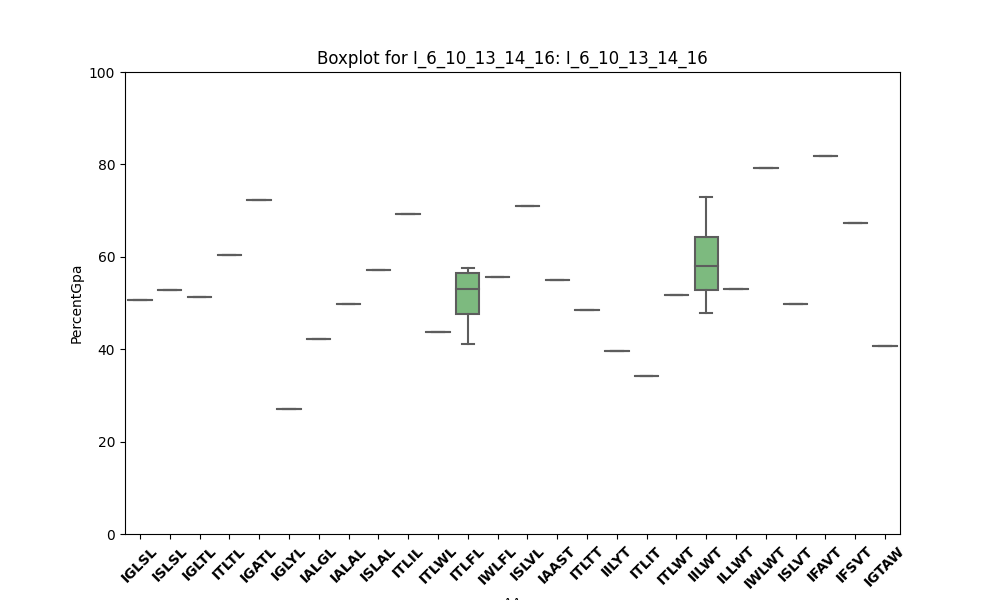 Boxplot for I_6_10_13_14_16: I_6_10_13_14_16
100
80
60
40
20
0
PercentGpa
IGLSL
ISLSL
IGLTL
ITLTL
IGATL
IGLYL
IALGL
IALAL
ISLAL
ITLIL
ITLWL
ITLFL
IWLFL
ISLVL
IAAST
ITLTT
IILYT
ITLIT
ITLWT
IIILWT
ILLWT
IWLWT
ISLVT
IFAVT
IFSVT
IGTAW